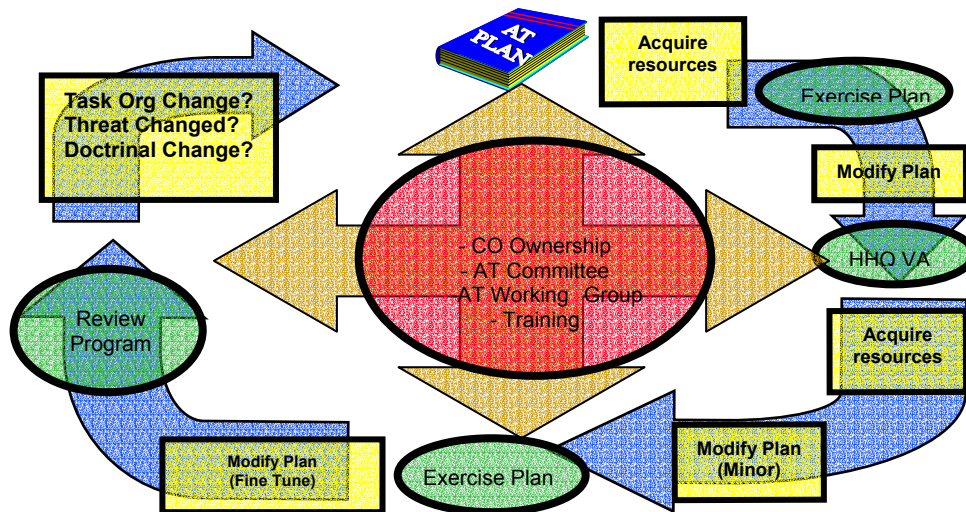 AT
PLAN
Acquire
resources
Exercise Plan
Modify Plan
HHQ VA
Acquire
resources
Modify Plan
(Minor)
Exercise Plan
Modify Plan
(Fine Tune)
Review
Program
Task Org Change?
Threat Changed?
Doctrinal Change?
- CO Ownership
- AT Committee
AT Working Group
- Training